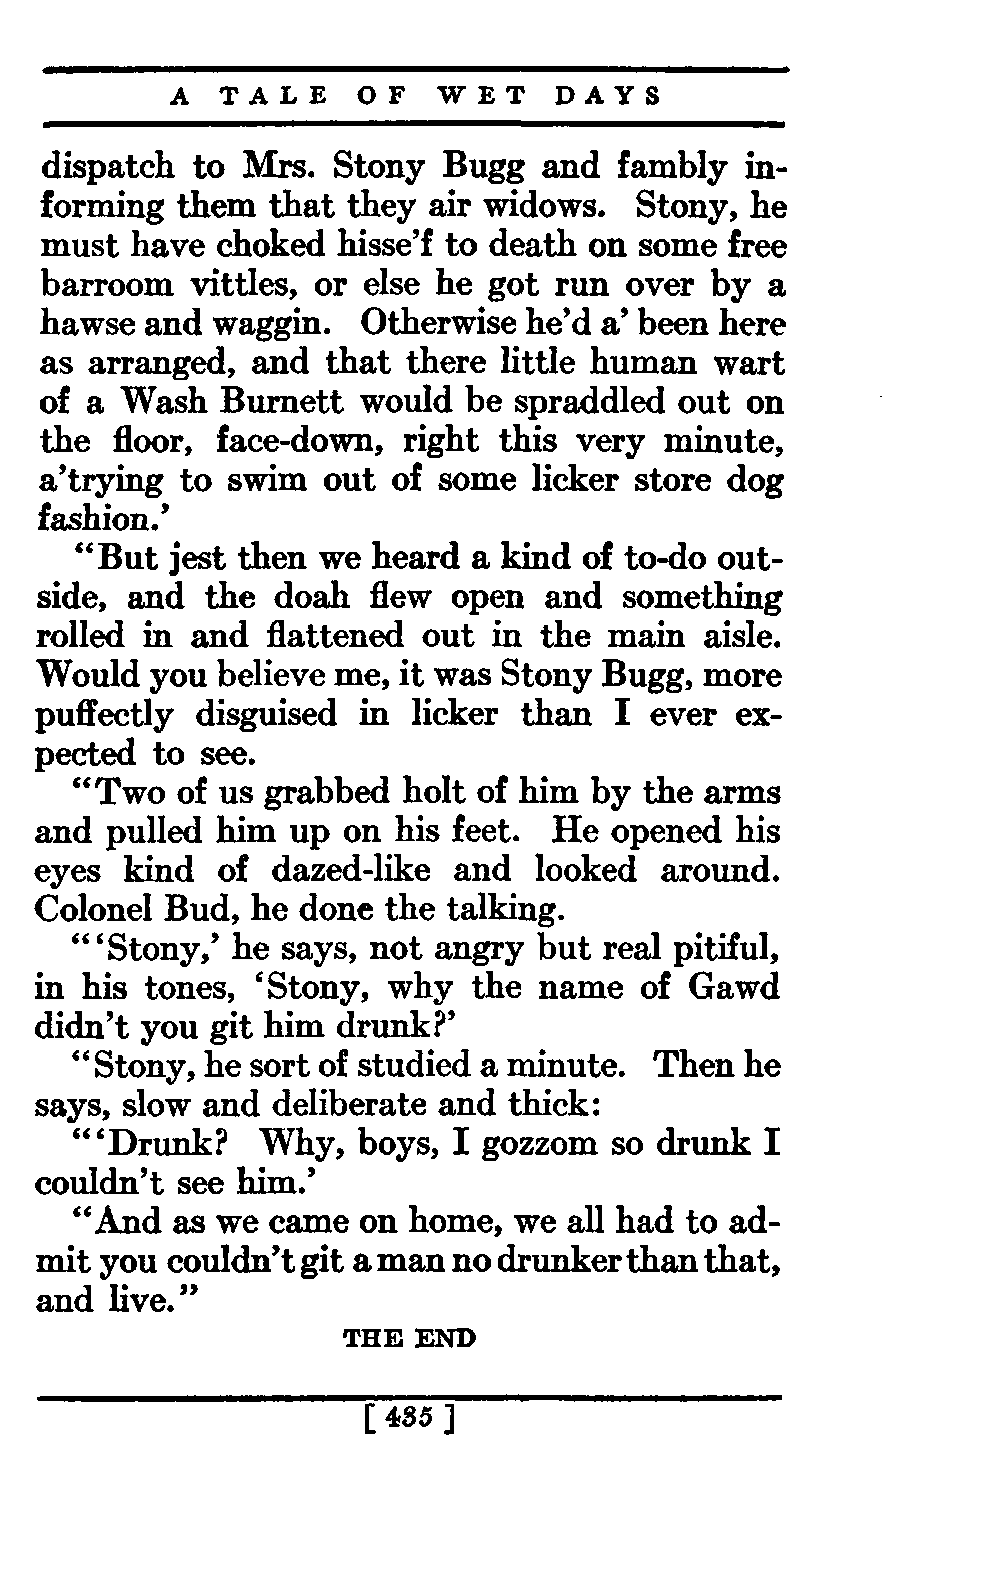 A TALE OF WET DAYS
dispatch to Mrs. Stony Bugg and fambly in-
forming them that they air widows. Stony, he
must have choked hisse’f to death on some free
barroom vittles, or else he got run over by a
hawse and waggin. Otherwise he’d a’ been here
as arranged, and that there little human wart
of a Wash Burnett would be spraddled out on
the floor, face-down, right this very minute,
a’trying to swim out of some licker store dog
fashion.’
“But jest then we heard a kind of to-do out-
side, and the doah flew open and something
rolled in and flattened out in the main aisle.
Would you believe me, it was Stony Bugg, more
puffectly disguised in licker than I ever ex-
pected to see.
“Two of us grabbed holt of him by the arms
and pulled him up on his feet. He opened his
eyes kind of dazed-like and looked around.
Colonel Bud, he done the talking.
“‘Stony,’ he says, not angry but real pitiful,
in his tones, ‘Stony, why the name of Gawd
didn’t you git him drunk?’
“Stony, he sort of studied a minute. Then he
says, slow and deliberate and thick:
“‘Drunk? Why, boys, I gozzom so drunk I
couldn’t see him.’
“And as we came on home, we all had to ad-
mit you couldn’t git a man no drunker than that,
and live.”
THE END
[ 435 ]